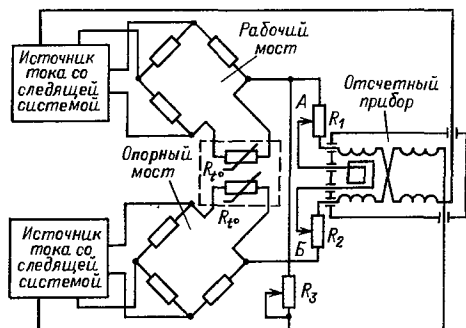 Источник
тока со
следящей
системой
Рабочий
мост
Отсчетный
прибор
А
R₁
Rt°
Опорный
мост
Rt°
Источник
тока со
следящей
системой
Б
R₂
R₃